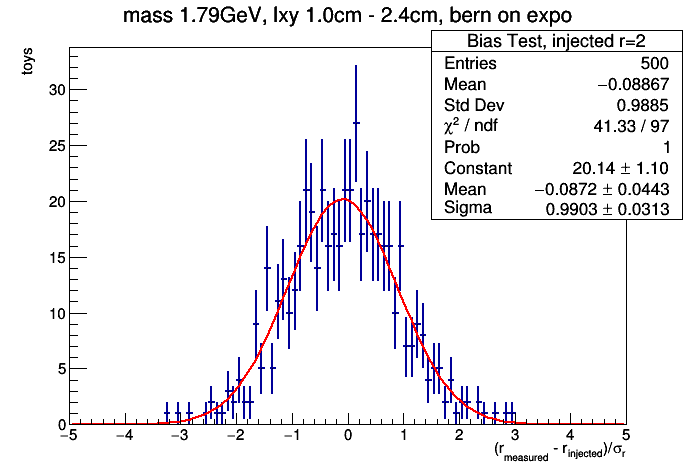 mass 1.79GeV, lxy 1.0cm - 2.4cm, bern on expo
toys
Bias Test, injected r=2
Entries 500
Mean −0.08867
Std Dev 0.9885
χ² / ndf 41.33 / 97
Prob 1
Constant 20.14 ± 1.10
Mean −0.0872 ± 0.0443
Sigma 0.9903 ± 0.0313
30
25
20
15
10
5
0
−5 −4 −3 −2 −1 0 1 2 3 4 5
(r_measured - r_injected)/σ_r